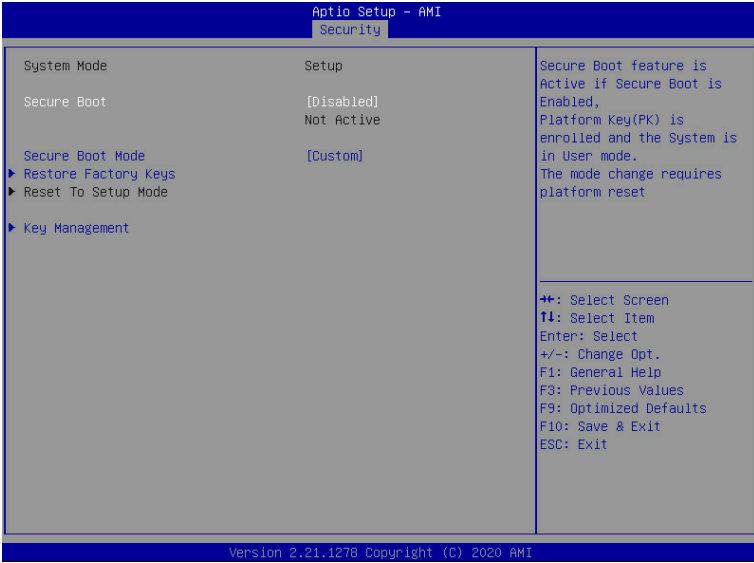 Aptio Setup – AMI
Security
System Mode Setup
Secure Boot [Disabled]
Not Active
Secure Boot Mode [Custom]
Restore Factory Keys
Reset To Setup Mode
Key Management
Secure Boot feature is
Active if Secure Boot is
Enabled,
Platform Key(PK) is
enrolled and the System is
in User mode.
The mode change requires
platform reset
→←: Select Screen
↑↓: Select Item
Enter: Select
+/-: Change Opt.
F1: General Help
F3: Previous Values
F9: Optimized Defaults
F10: Save & Exit
ESC: Exit
Version 2.21.1278 Copyright (C) 2020 AMI